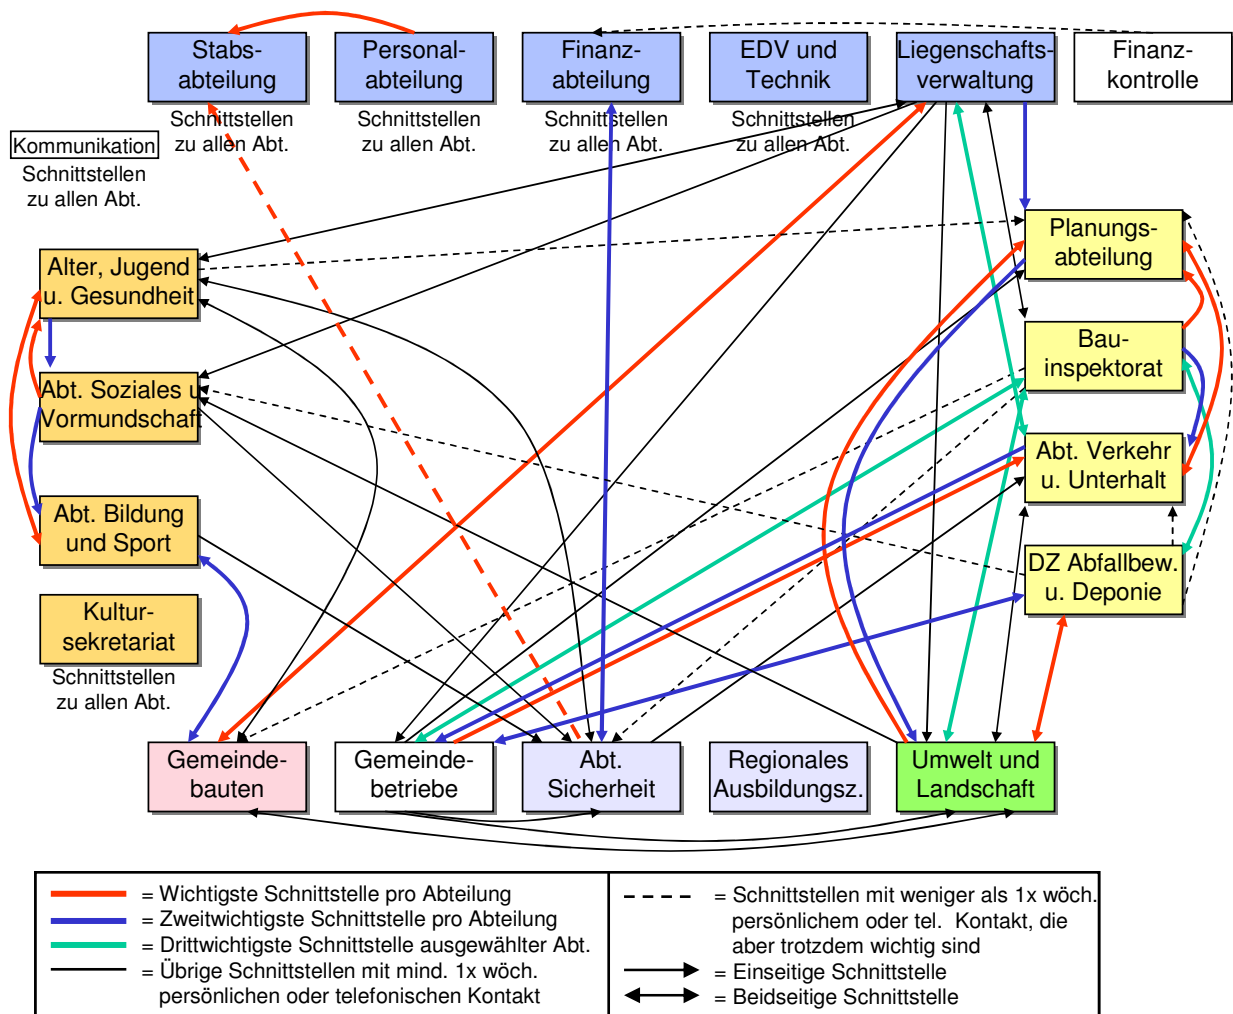 Stabs-
abteilung
Personal-
abteilung
Finanz-
abteilung
EDV und
Technik
Liegenschafts-
verwaltung
Finanz-
kontrolle
Schnittstellen
zu allen Abt.
Schnittstellen
zu allen Abt.
Schnittstellen
zu allen Abt.
Schnittstellen
zu allen Abt.
Kommunikation
Schnittstellen
zu allen Abt.
Alter, Jugend
u. Gesundheit
Abt. Soziales u
Vormundschaft
Abt. Bildung
und Sport
Kultur-
sekretariat
Schnittstellen
zu allen Abt.
Planungs-
abteilung
Bau-
inspektorat
Abt. Verkehr
u. Unterhalt
DZ Abfallbew.
u. Deponie
Gemeinde-
bauten
Gemeinde-
betriebe
Abt.
Sicherheit
Regionales
Ausbildungsz.
Umwelt und
Landschaft
= Wichtigste Schnittstelle pro Abteilung
= Zweitwichtigste Schnittstelle pro Abteilung
= Drittwichtigste Schnittstelle ausgewählter Abt.
= Übrige Schnittstellen mit mind. 1x wöch.
persönlichen oder telefonischen Kontakt
= Schnittstellen mit weniger als 1x wöch.
persönlichem oder tel. Kontakt, die
aber trotzdem wichtig sind
= Einseitige Schnittstelle
= Beidseitige Schnittstelle